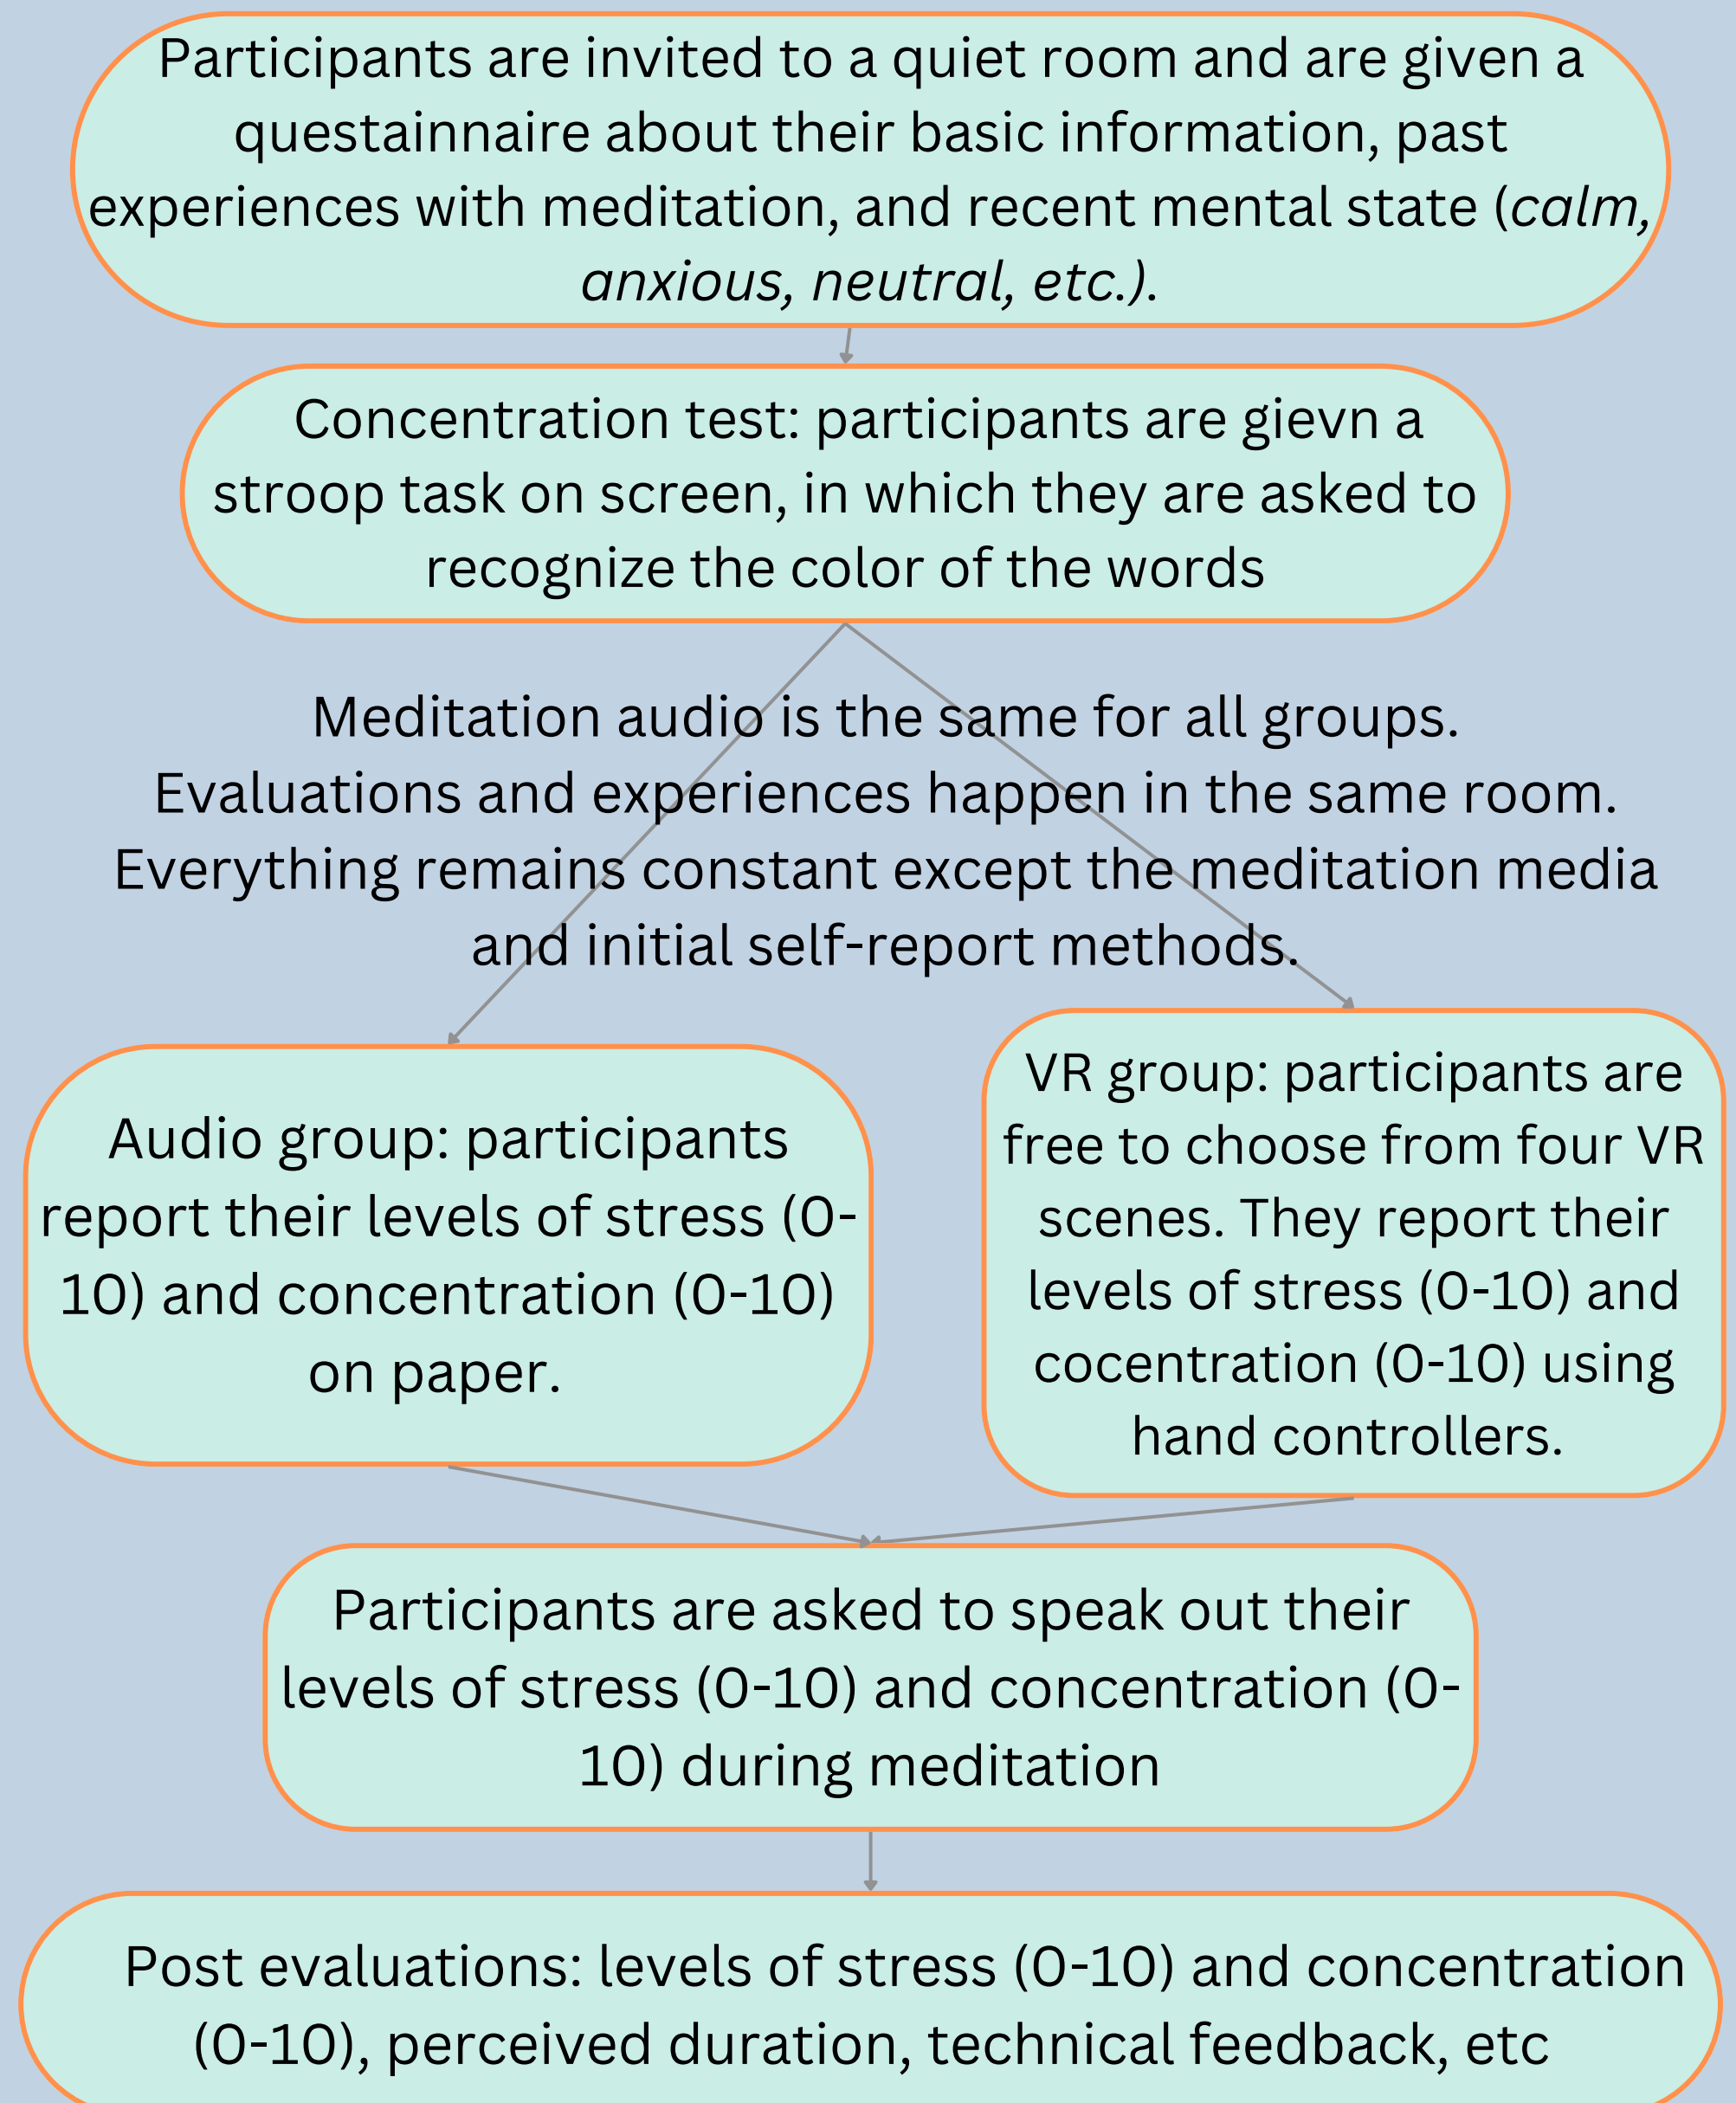 Participants are invited to a quiet room and are given a
questainnaire about their basic information, past
experiences with meditation, and recent mental state (calm,
anxious, neutral, etc.).
Concentration test: participants are gievn a
stroop task on screen, in which they are asked to
recognize the color of the words
Meditation audio is the same for all groups.
Evaluations and experiences happen in the same room.
Everything remains constant except the meditation media
and initial self-report methods.
Audio group: participants
report their levels of stress (0-
10) and concentration (0-10)
on paper.
VR group: participants are
free to choose from four VR
scenes. They report their
levels of stress (0-10) and
cocentration (0-10) using
hand controllers.
Participants are asked to speak out their
levels of stress (0-10) and concentration (0-
10) during meditation
Post evaluations: levels of stress (0-10) and concentration
(0-10), perceived duration, technical feedback, etc